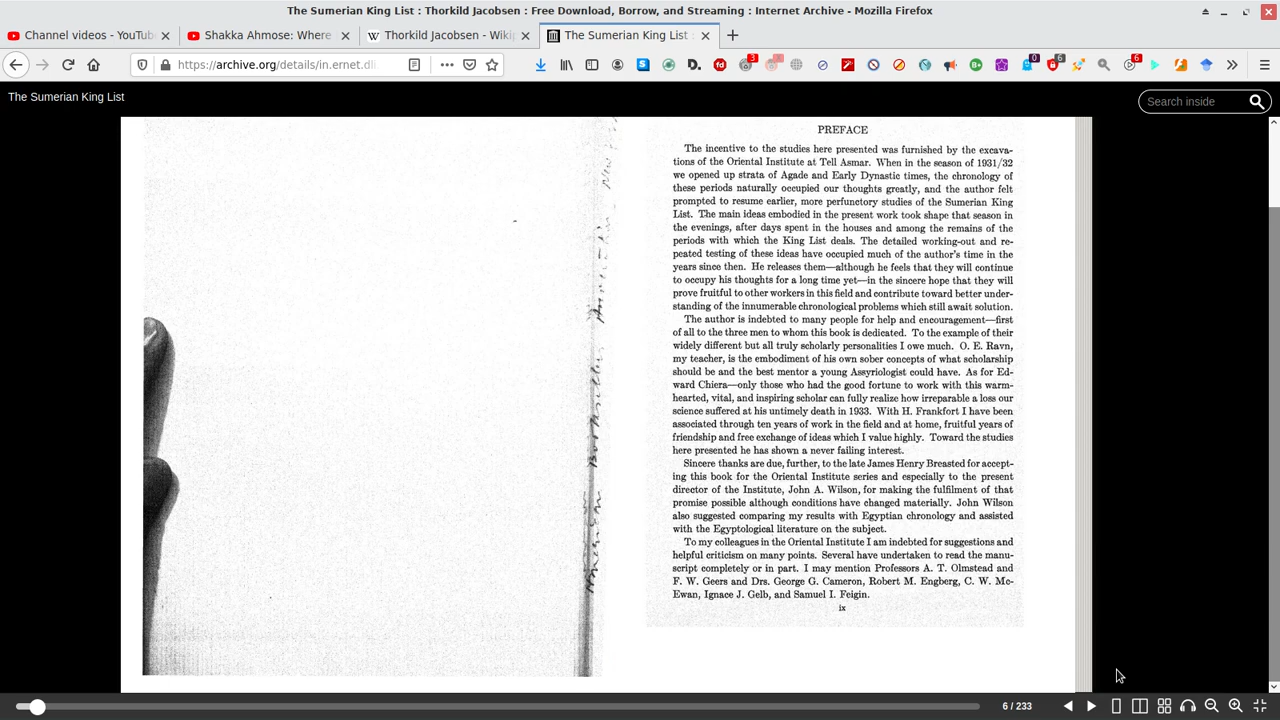 The Sumerian King List : Thorkild Jacobsen : Free Download, Borrow, and Streaming : Internet Archive - Mozilla Firefox
Channel videos - YouTube
Shakka Ahmose: Where
Thorkild Jacobsen - Wiki
The Sumerian King List :
https://archive.org/details/in.ernet.dli
The Sumerian King List
Search inside
PREFACE
The incentive to the studies here presented was furnished by the excava-
tions of the Oriental Institute at Tell Asmar. When in the season of 1931/32
we opened up strata of Agade and Early Dynastic times, the chronology of
these periods naturally occupied our thoughts greatly, and the author felt
prompted to resume earlier, more perfunctory studies of the Sumerian King
List. The main ideas embodied in the present work took shape that season in
the evenings, after days spent in the houses and among the remains of the
periods with which the King List deals. The detailed working-out and re-
peated testing of these ideas have occupied much of the author's time in the
years since then. He releases them—although he feels that they will continue
to occupy his thoughts for a long time yet—in the sincere hope that they will
prove fruitful to other workers in this field and contribute toward better under-
standing of the innumerable chronological problems which still await solution.
The author is indebted to many people for help and encouragement—first
of all to the three men to whom this book is dedicated. To the example of their
widely different but all truly scholarly personalities I owe much. O. E. Ravn,
my teacher, is the embodiment of his own sober concepts of what scholarship
should be and the best mentor a young Assyriologist could have. As for Ed-
ward Chiera—only those who had the good fortune to work with this warm-
hearted, vital, and inspiring scholar can fully realize how irreparable a loss our
science suffered at his untimely death in 1933. With H. Frankfort I have been
associated through ten years of work in the field and at home, fruitful years of
friendship and free exchange of ideas which I value highly. Toward the studies
here presented he has shown a never failing interest.
Sincere thanks are due, further, to the late James Henry Breasted for accept-
ing this book for the Oriental Institute series and especially to the present
director of the Institute, John A. Wilson, for making the fulfilment of that
promise possible although conditions have changed materially. John Wilson
also suggested comparing my results with Egyptian chronology and assisted
with the Egyptological literature on the subject.
To my colleagues in the Oriental Institute I am indebted for suggestions and
helpful criticism on many points. Several have undertaken to read the manu-
script completely or in part. I may mention Professors A. T. Olmstead and
F. W. Geers and Drs. George G. Cameron, Robert M. Engberg, C. W. Mc-
Ewan, Ignace J. Gelb, and Samuel I. Feigin.
ix
6 / 233